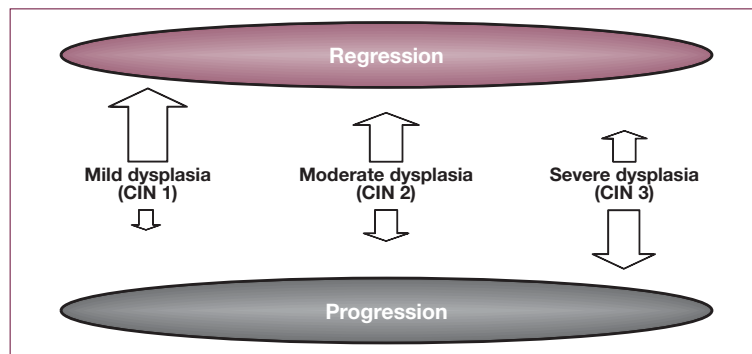 Regression
Mild dysplasia
(CIN 1)
Moderate dysplasia
(CIN 2)
Severe dysplasia
(CIN 3)
Progression